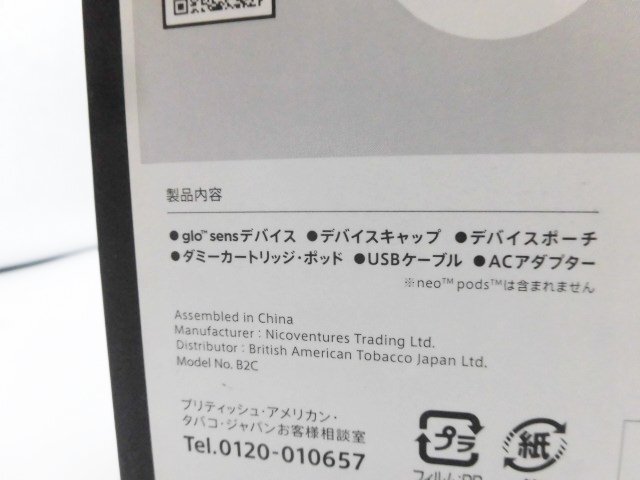 製品内容
●glo™ sensデバイス ●デバイスキャップ ●デバイスポーチ
●ダミーカートリッジ・ポッド ●USBケーブル ●ACアダプター
※neo™ pods™は含まれません
Assembled in China
Manufacturer : Nicoventures Trading Ltd.
Distributor : British American Tobacco Japan Ltd.
Model No. B2C
ブリティッシュ・アメリカン・
タバコ・ジャパンお客様相談室
Tel.0120-010657
プラ
紙